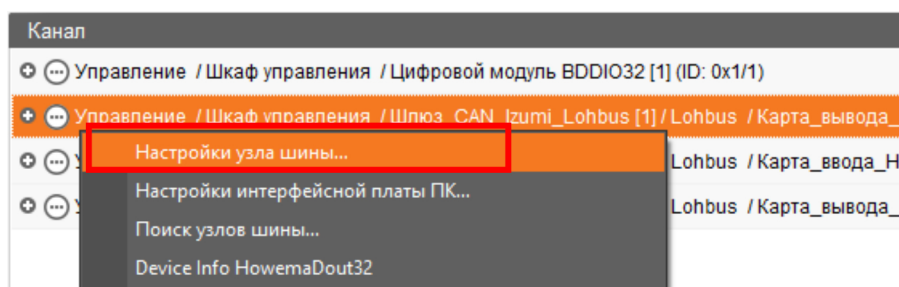 Канал
Управление / Шкаф управления / Цифровой модуль BDDIO32 [1] (ID: 0x1/1)
Управление / Шкаф управления / Шлюз_CAN_Izumi_Lohbus [1] / Lohbus / Карта_вывода_
Настройки узла шины...
Lohbus / Карта_ввода_Н
Настройки интерфейсной платы ПК...
Lohbus / Карта_вывода_
Поиск узлов шины...
Device Info HowemaDout32